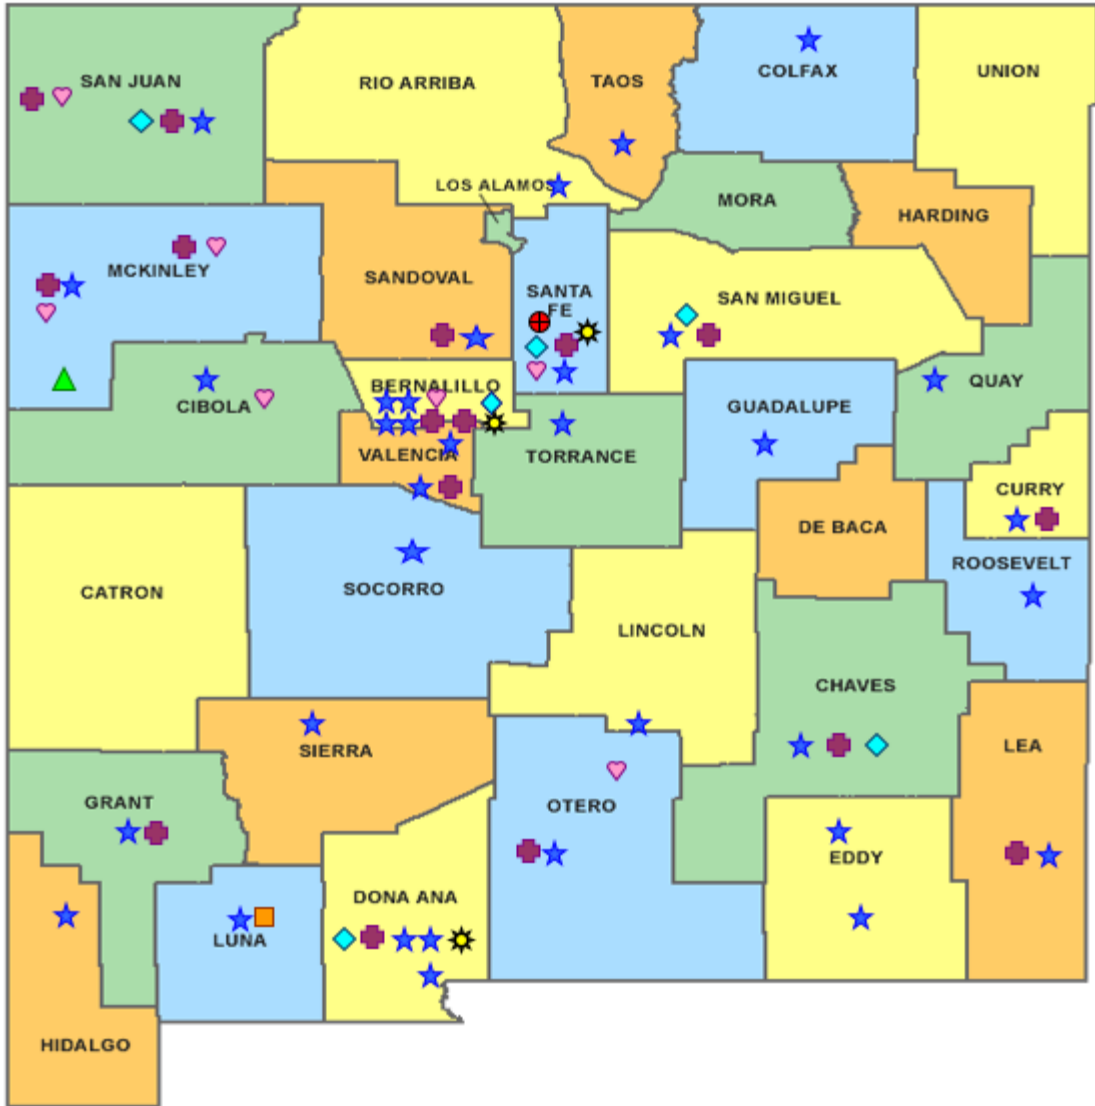 COLFAX
UNION
SAN JUAN
RIO ARRIBA
TAOS
LOS ALAMOS
MORA
HARDING
MCKINLEY
SANDOVAL
SANTA
FE
SAN MIGUEL
CIBOLA
BERNALILLO
GUADALUPE
QUAY
VALENCIA
TORRANCE
CURRY
DE BACA
ROOSEVELT
CATRON
SOCORRO
LINCOLN
CHAVES
SIERRA
LEA
GRANT
OTERO
EDDY
DONA ANA
LUNA
HIDALGO